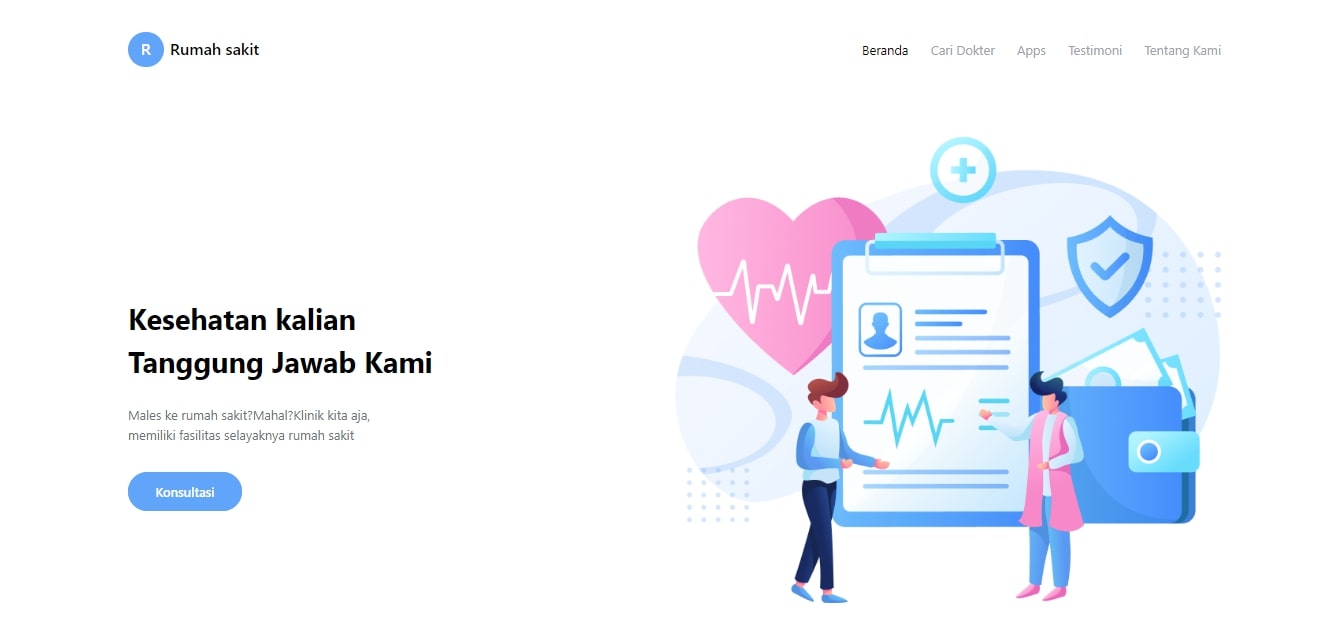 R
Rumah sakit
Beranda
Cari Dokter
Apps
Testimoni
Tentang Kami
Kesehatan kalian
Tanggung Jawab Kami
Males ke rumah sakit?Mahal?Klinik kita aja,
memiliki fasilitas selayaknya rumah sakit
Konsultasi